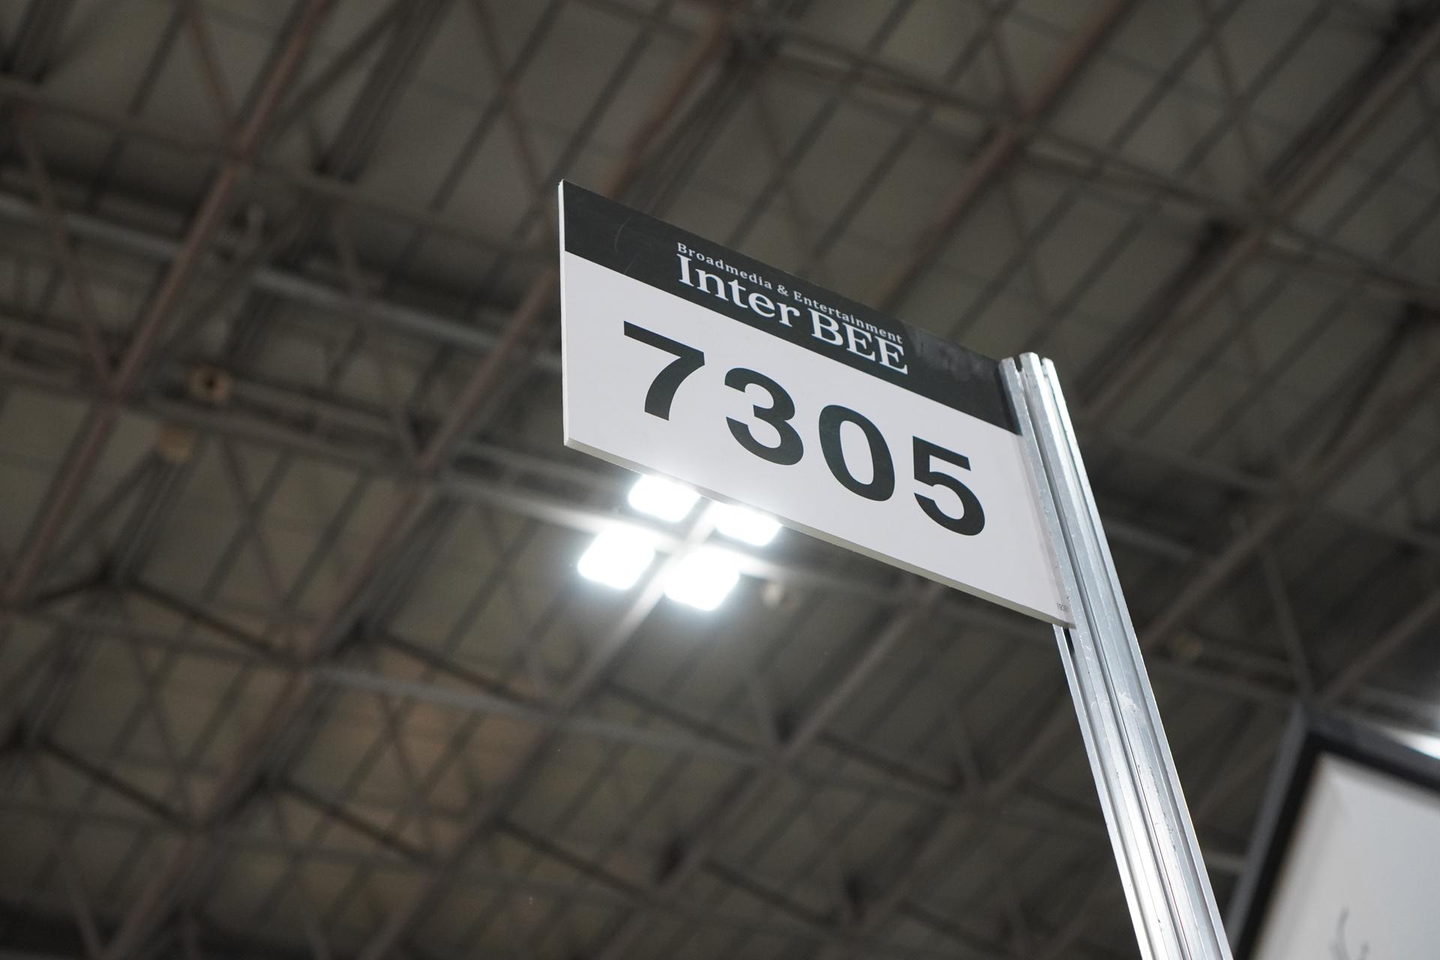 Broadmedia & Entertainment
Inter BEE
7305